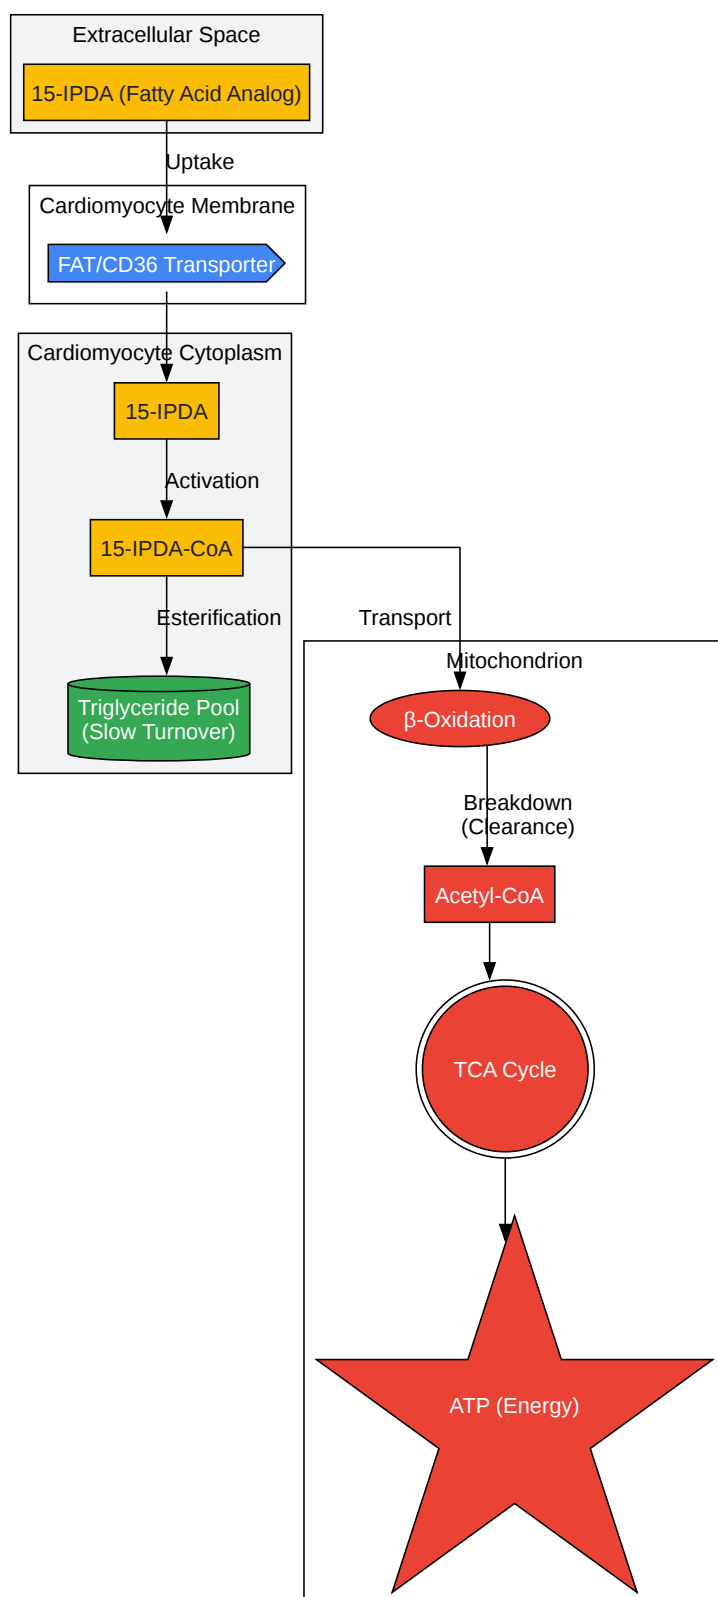 Extracellular Space
15-IPDA (Fatty Acid Analog)
Uptake
Cardiomyocyte Membrane
FAT/CD36 Transporter
Cardiomyocyte Cytoplasm
15-IPDA
Activation
15-IPDA-CoA
Esterification
Transport
Mitochondrion
Triglyceride Pool
(Slow Turnover)
β-Oxidation
Breakdown
(Clearance)
Acetyl-CoA
TCA Cycle
ATP (Energy)